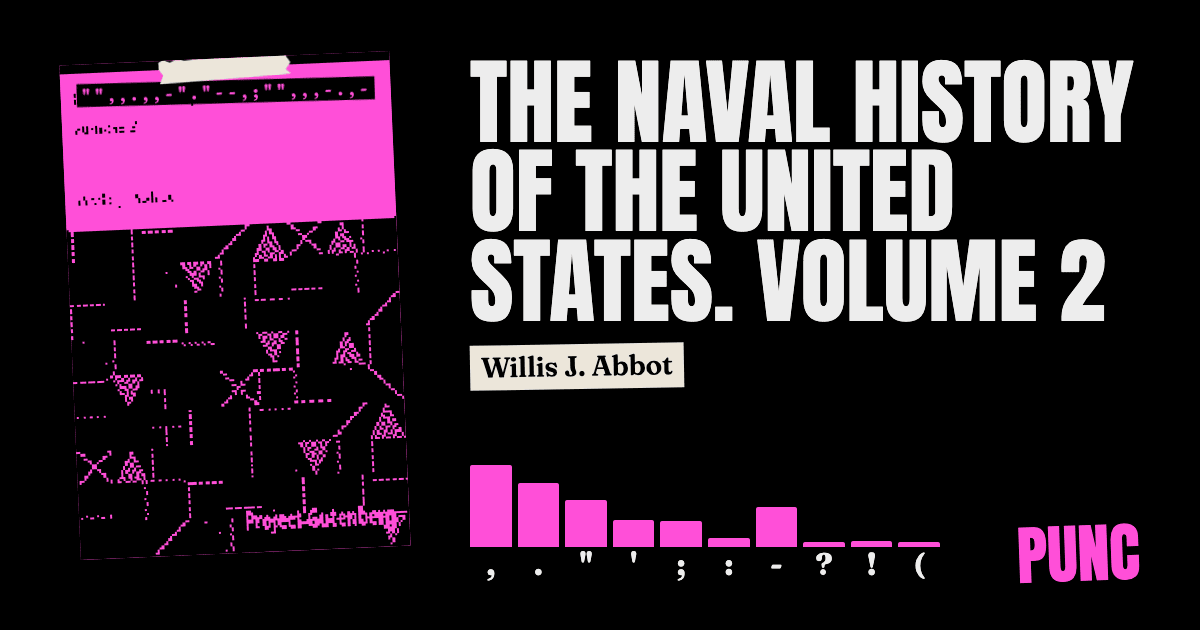 THE NAVAL HISTORY
OF THE UNITED
STATES. VOLUME 2
Willis J. Abbot
Project Gutenberg
, . " ' ; : - ? ! (
PUNC